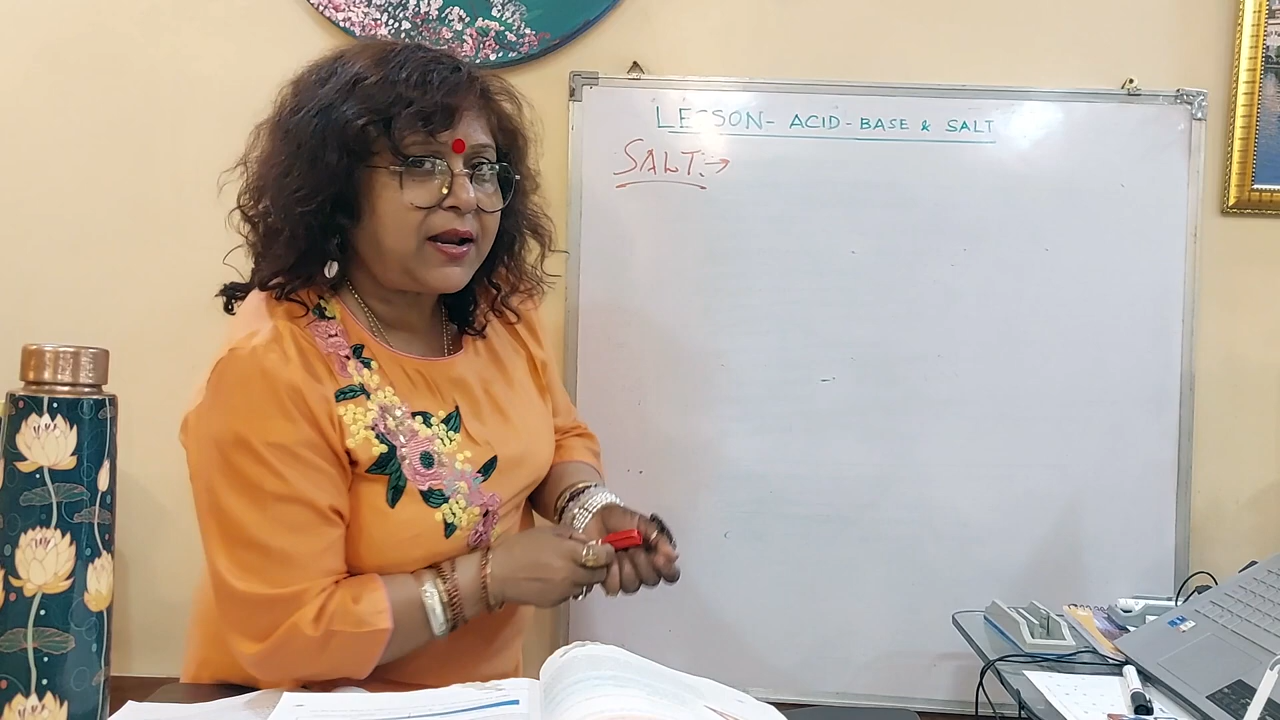 LESSON- ACID - BASE & SALT
SALT:→